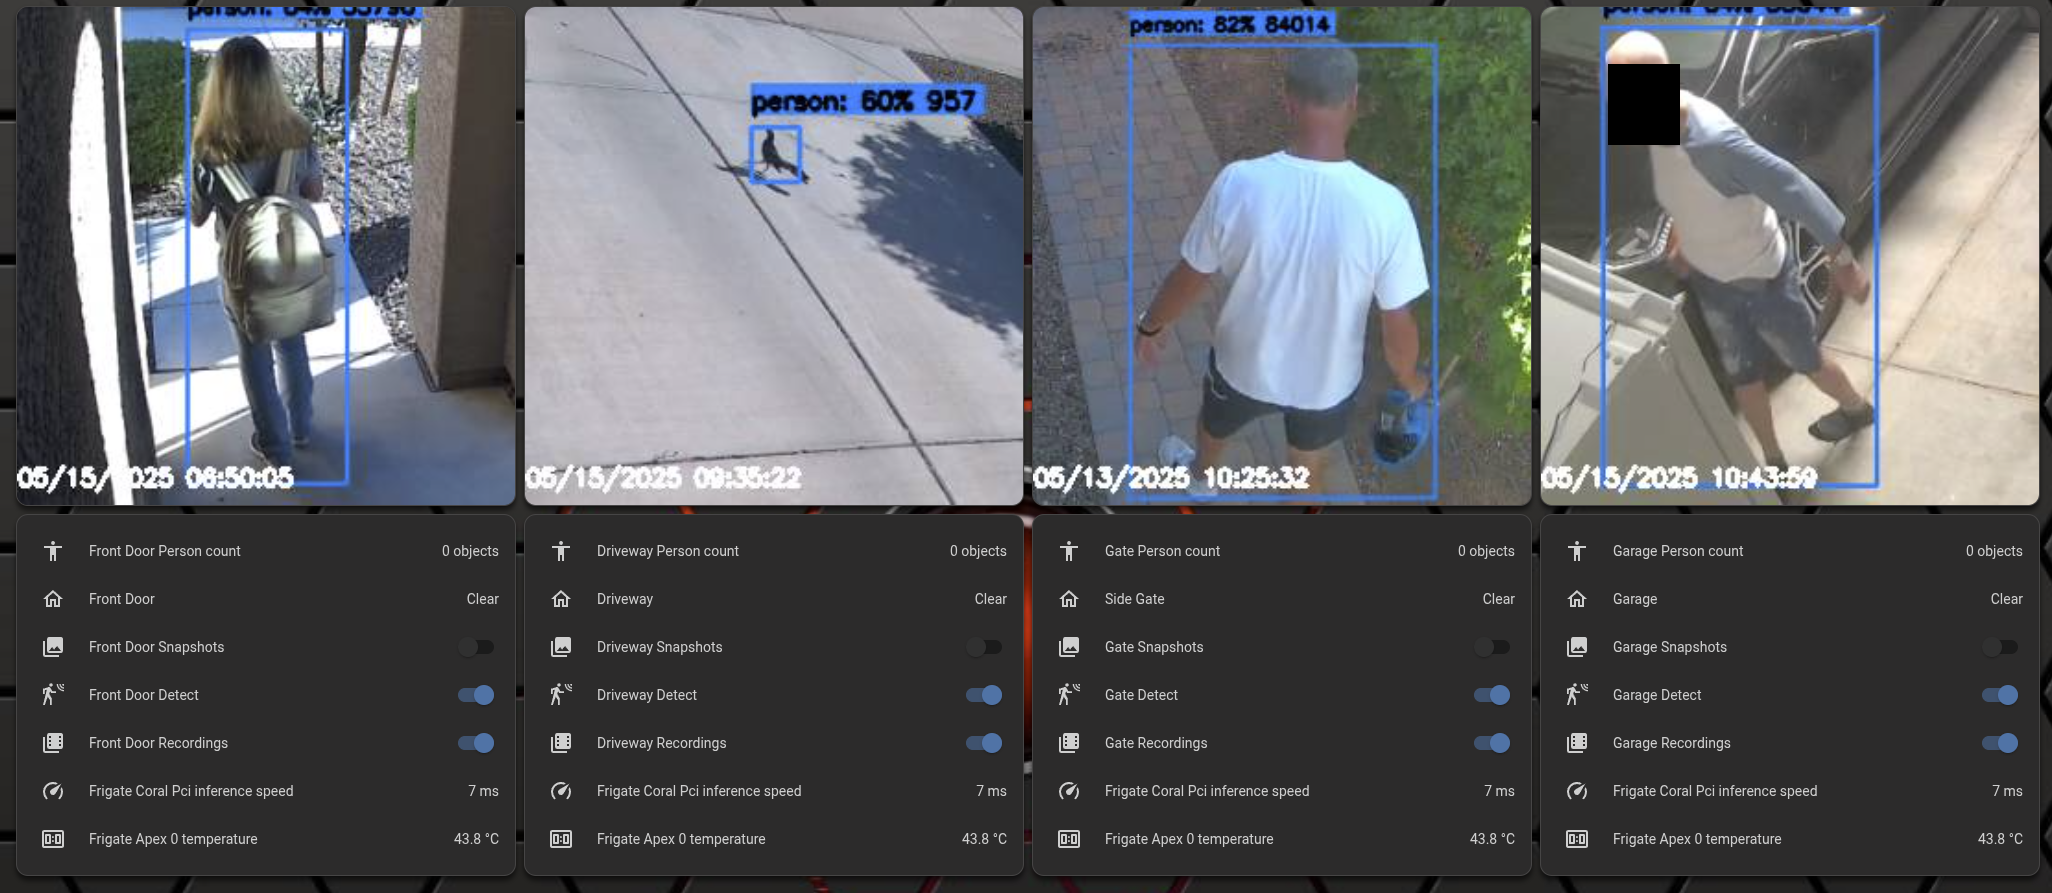 person: 84%
person: 60% 957
person: 82% 84014
person: 84%
05/15/2025 06:50:05
05/15/2025 09:35:22
05/13/2025 10:25:32
05/15/2025 10:43:59
Front Door Person count 0 objects
Front Door Clear
Front Door Snapshots
Front Door Detect
Front Door Recordings
Frigate Coral Pci inference speed 7 ms
Frigate Apex 0 temperature 43.8 °C
Driveway Person count 0 objects
Driveway Clear
Driveway Snapshots
Driveway Detect
Driveway Recordings
Frigate Coral Pci inference speed 7 ms
Frigate Apex 0 temperature 43.8 °C
Gate Person count 0 objects
Side Gate Clear
Gate Snapshots
Gate Detect
Gate Recordings
Frigate Coral Pci inference speed 7 ms
Frigate Apex 0 temperature 43.8 °C
Garage Person count 0 objects
Garage Clear
Garage Snapshots
Garage Detect
Garage Recordings
Frigate Coral Pci inference speed 7 ms
Frigate Apex 0 temperature 43.8 °C